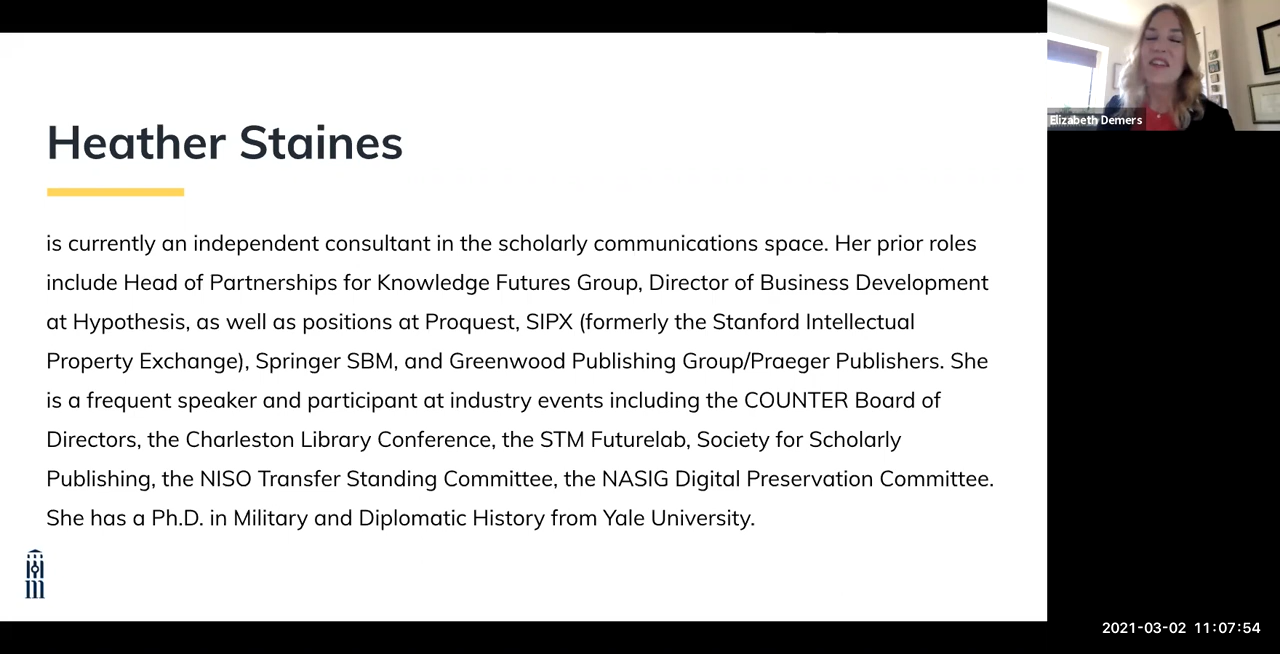 Heather Staines
is currently an independent consultant in the scholarly communications space. Her prior roles
include Head of Partnerships for Knowledge Futures Group, Director of Business Development
at Hypothesis, as well as positions at Proquest, SIPX (formerly the Stanford Intellectual
Property Exchange), Springer SBM, and Greenwood Publishing Group/Praeger Publishers. She
is a frequent speaker and participant at industry events including the COUNTER Board of
Directors, the Charleston Library Conference, the STM Futurelab, Society for Scholarly
Publishing, the NISO Transfer Standing Committee, the NASIG Digital Preservation Committee.
She has a Ph.D. in Military and Diplomatic History from Yale University.
m
Elizabeth Demers
2021-03-02 11:07:54